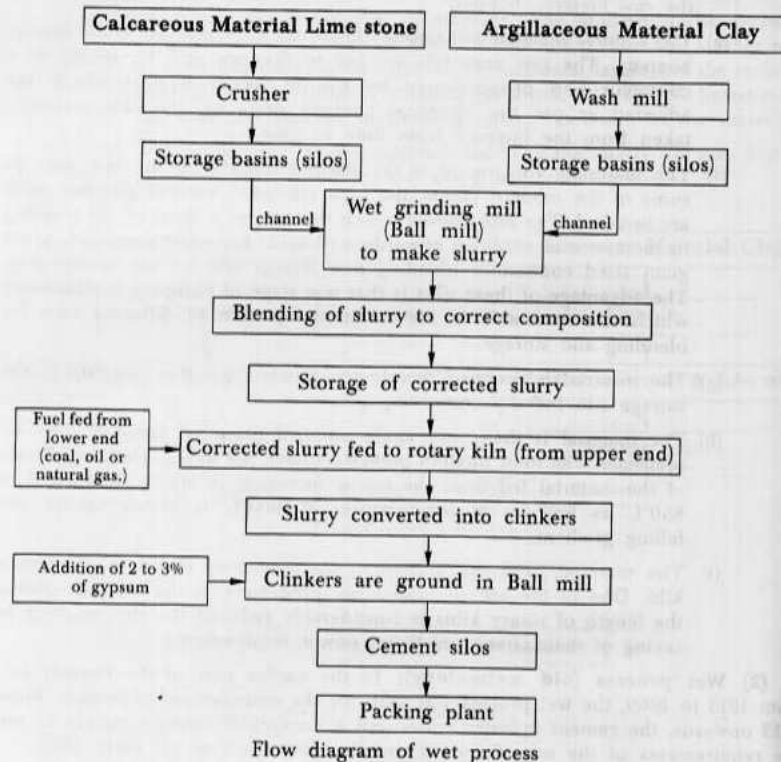 Calcareous Material Lime stone
Argillaceous Material Clay
Crusher
Wash mill
Storage basins (silos)
Storage basins (silos)
channel
Wet grinding mill
(Ball mill)
to make slurry
channel
Blending of slurry to correct composition
Storage of corrected slurry
Fuel fed from
lower end
(coal, oil or
natural gas.)
Corrected slurry fed to rotary kiln (from upper end)
Slurry converted into clinkers
Addition of 2 to 3%
of gypsum
Clinkers are ground in Ball mill
Cement silos
Packing plant
Flow diagram of wet process